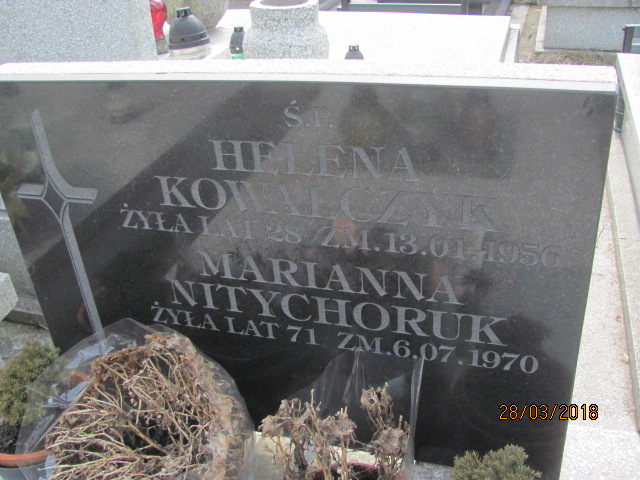 Ś.P.
HELENA
KOWALCZYK
ŻYŁA LAT 28 ZM.13.01.1956
MARIANNA
NITYCHORUK
ŻYŁA LAT 71 ZM.6.07.1970
28/03/2018